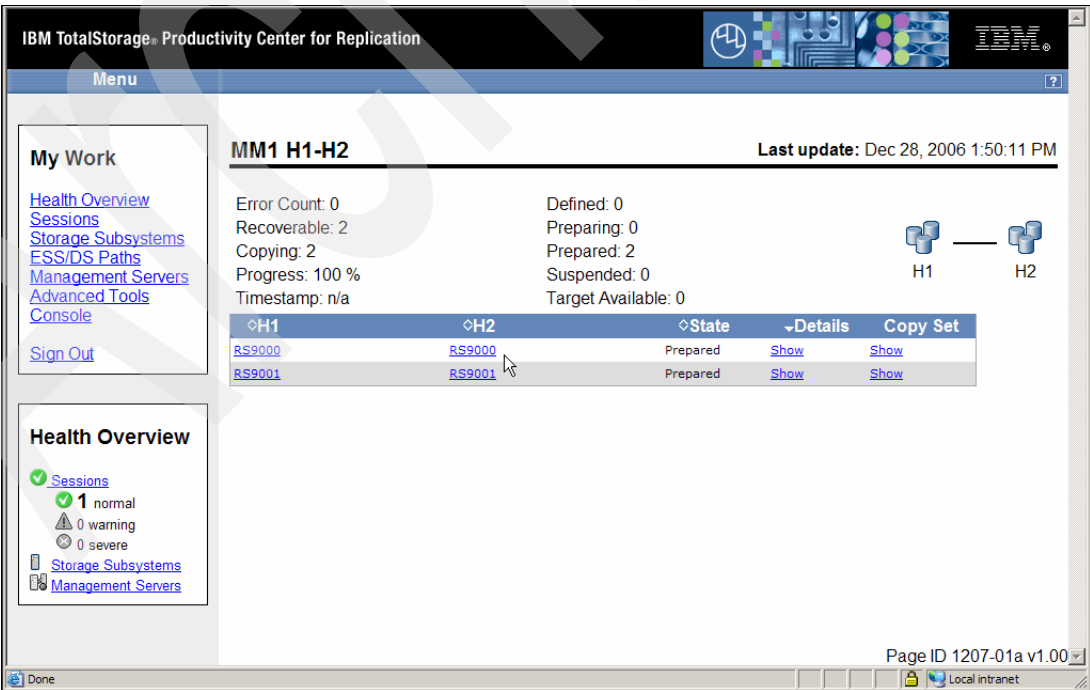 IBM TotalStorage® Productivity Center for Replication
IBM®
Menu
?
My Work
Health Overview
Sessions
Storage Subsystems
ESS/DS Paths
Management Servers
Advanced Tools
Console
Sign Out
Health Overview
Sessions
1 normal
0 warning
0 severe
Storage Subsystems
Management Servers
MM1 H1-H2
Last update: Dec 28, 2006 1:50:11 PM
Error Count: 0
Recoverable: 2
Copying: 2
Progress: 100 %
Timestamp: n/a
Defined: 0
Preparing: 0
Prepared: 2
Suspended: 0
Target Available: 0
H1 H2
H1 H2 State Details Copy Set
RS9000 RS9000 Prepared Show Show
RS9001 RS9001 Prepared Show Show
Page ID 1207-01a v1.00
Done
Local intranet